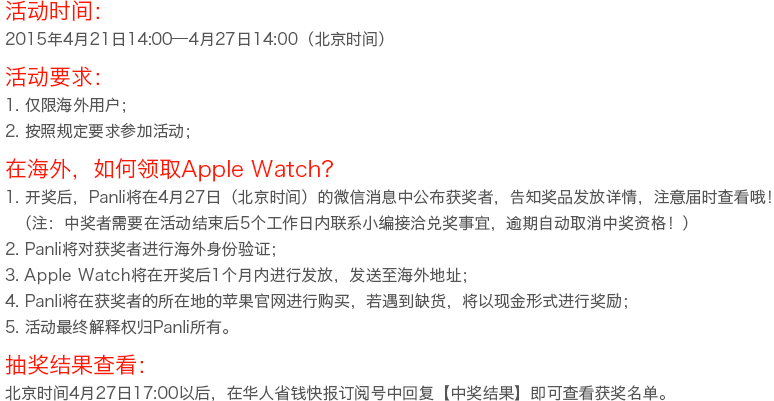 活动时间：
2015年4月21日14:00—4月27日14:00（北京时间）
活动要求：
1. 仅限海外用户；
2. 按照规定要求参加活动；
在海外，如何领取Apple Watch？
1. 开奖后，Panli将在4月27日（北京时间）的微信消息中公布获奖者，告知奖品发放详情，注意届时查看哦！
（注：中奖者需要在活动结束后5个工作日内联系小编接洽兑奖事宜，逾期自动取消中奖资格！）
2. Panli将对获奖者进行海外身份验证；
3. Apple Watch将在开奖后1个月内进行发放，发送至海外地址；
4. Panli将在获奖者的所在地的苹果官网进行购买，若遇到缺货，将以现金形式进行奖励；
5. 活动最终解释权归Panli所有。
抽奖结果查看：
北京时间4月27日17:00以后，在华人省钱快报订阅号中回复【中奖结果】即可查看获奖名单。